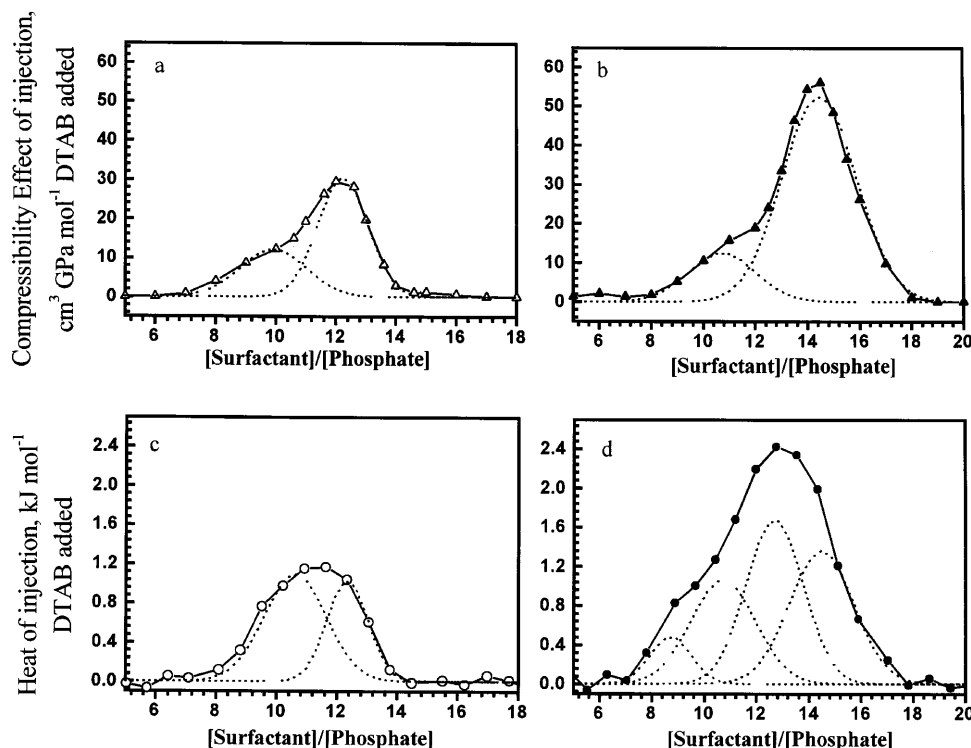 Compressibility Effect of injection,
cm³ GPa mol⁻¹ DTAB added
a
60
50
40
30
20
10
0
6 8 10 12 14 16 18
[Surfactant]/[Phosphate]
b
60
50
40
30
20
10
0
6 8 10 12 14 16 18 20
[Surfactant]/[Phosphate]
Heat of injection, kJ mol⁻¹
DTAB added
c
2.4
2.0
1.6
1.2
0.8
0.4
0.0
6 8 10 12 14 16 18
[Surfactant]/[Phosphate]
d
2.4
2.0
1.6
1.2
0.8
0.4
0.0
6 8 10 12 14 16 18 20
[Surfactant]/[Phosphate]